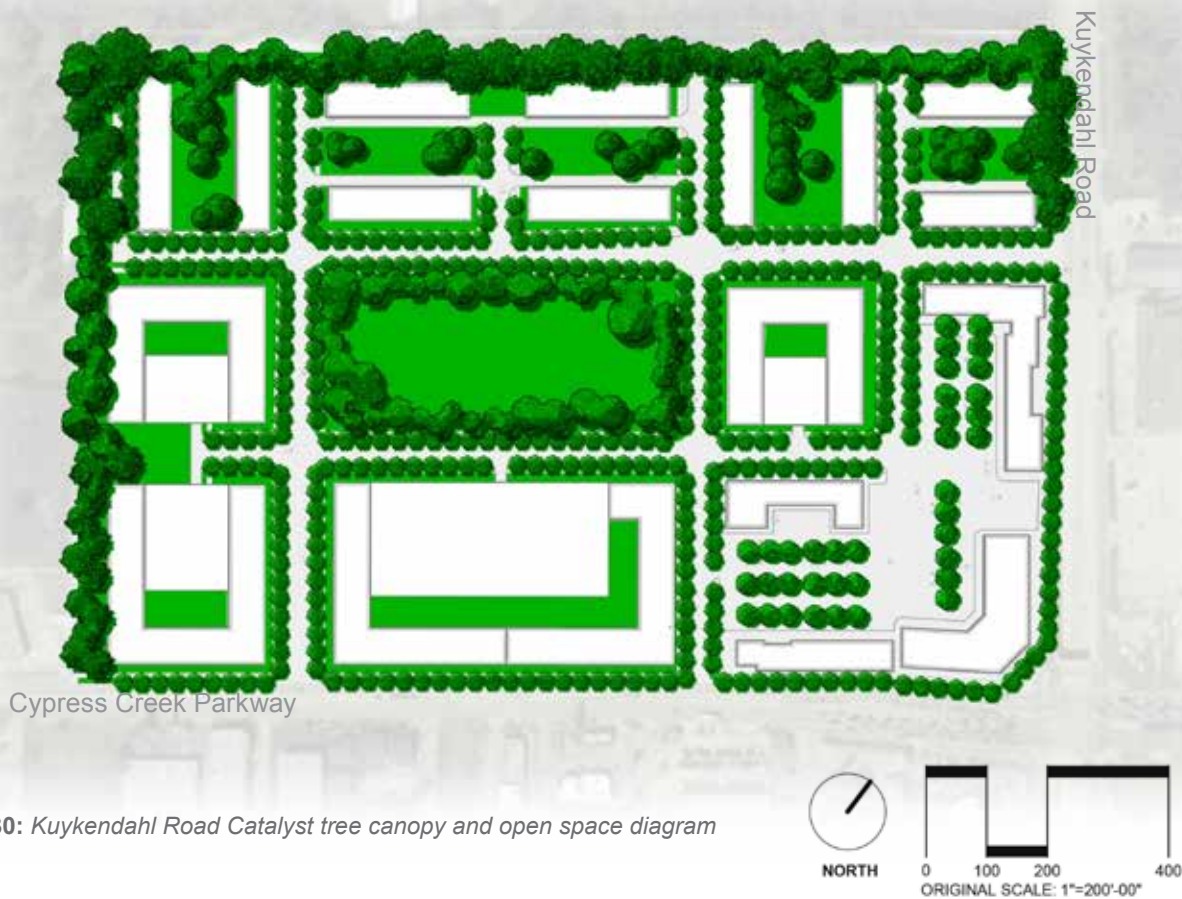 Kuykendahl Road
Cypress Creek Parkway
0: Kuykendahl Road Catalyst tree canopy and open space diagram
NORTH
0 100 200 400
ORIGINAL SCALE: 1"=200'-00"